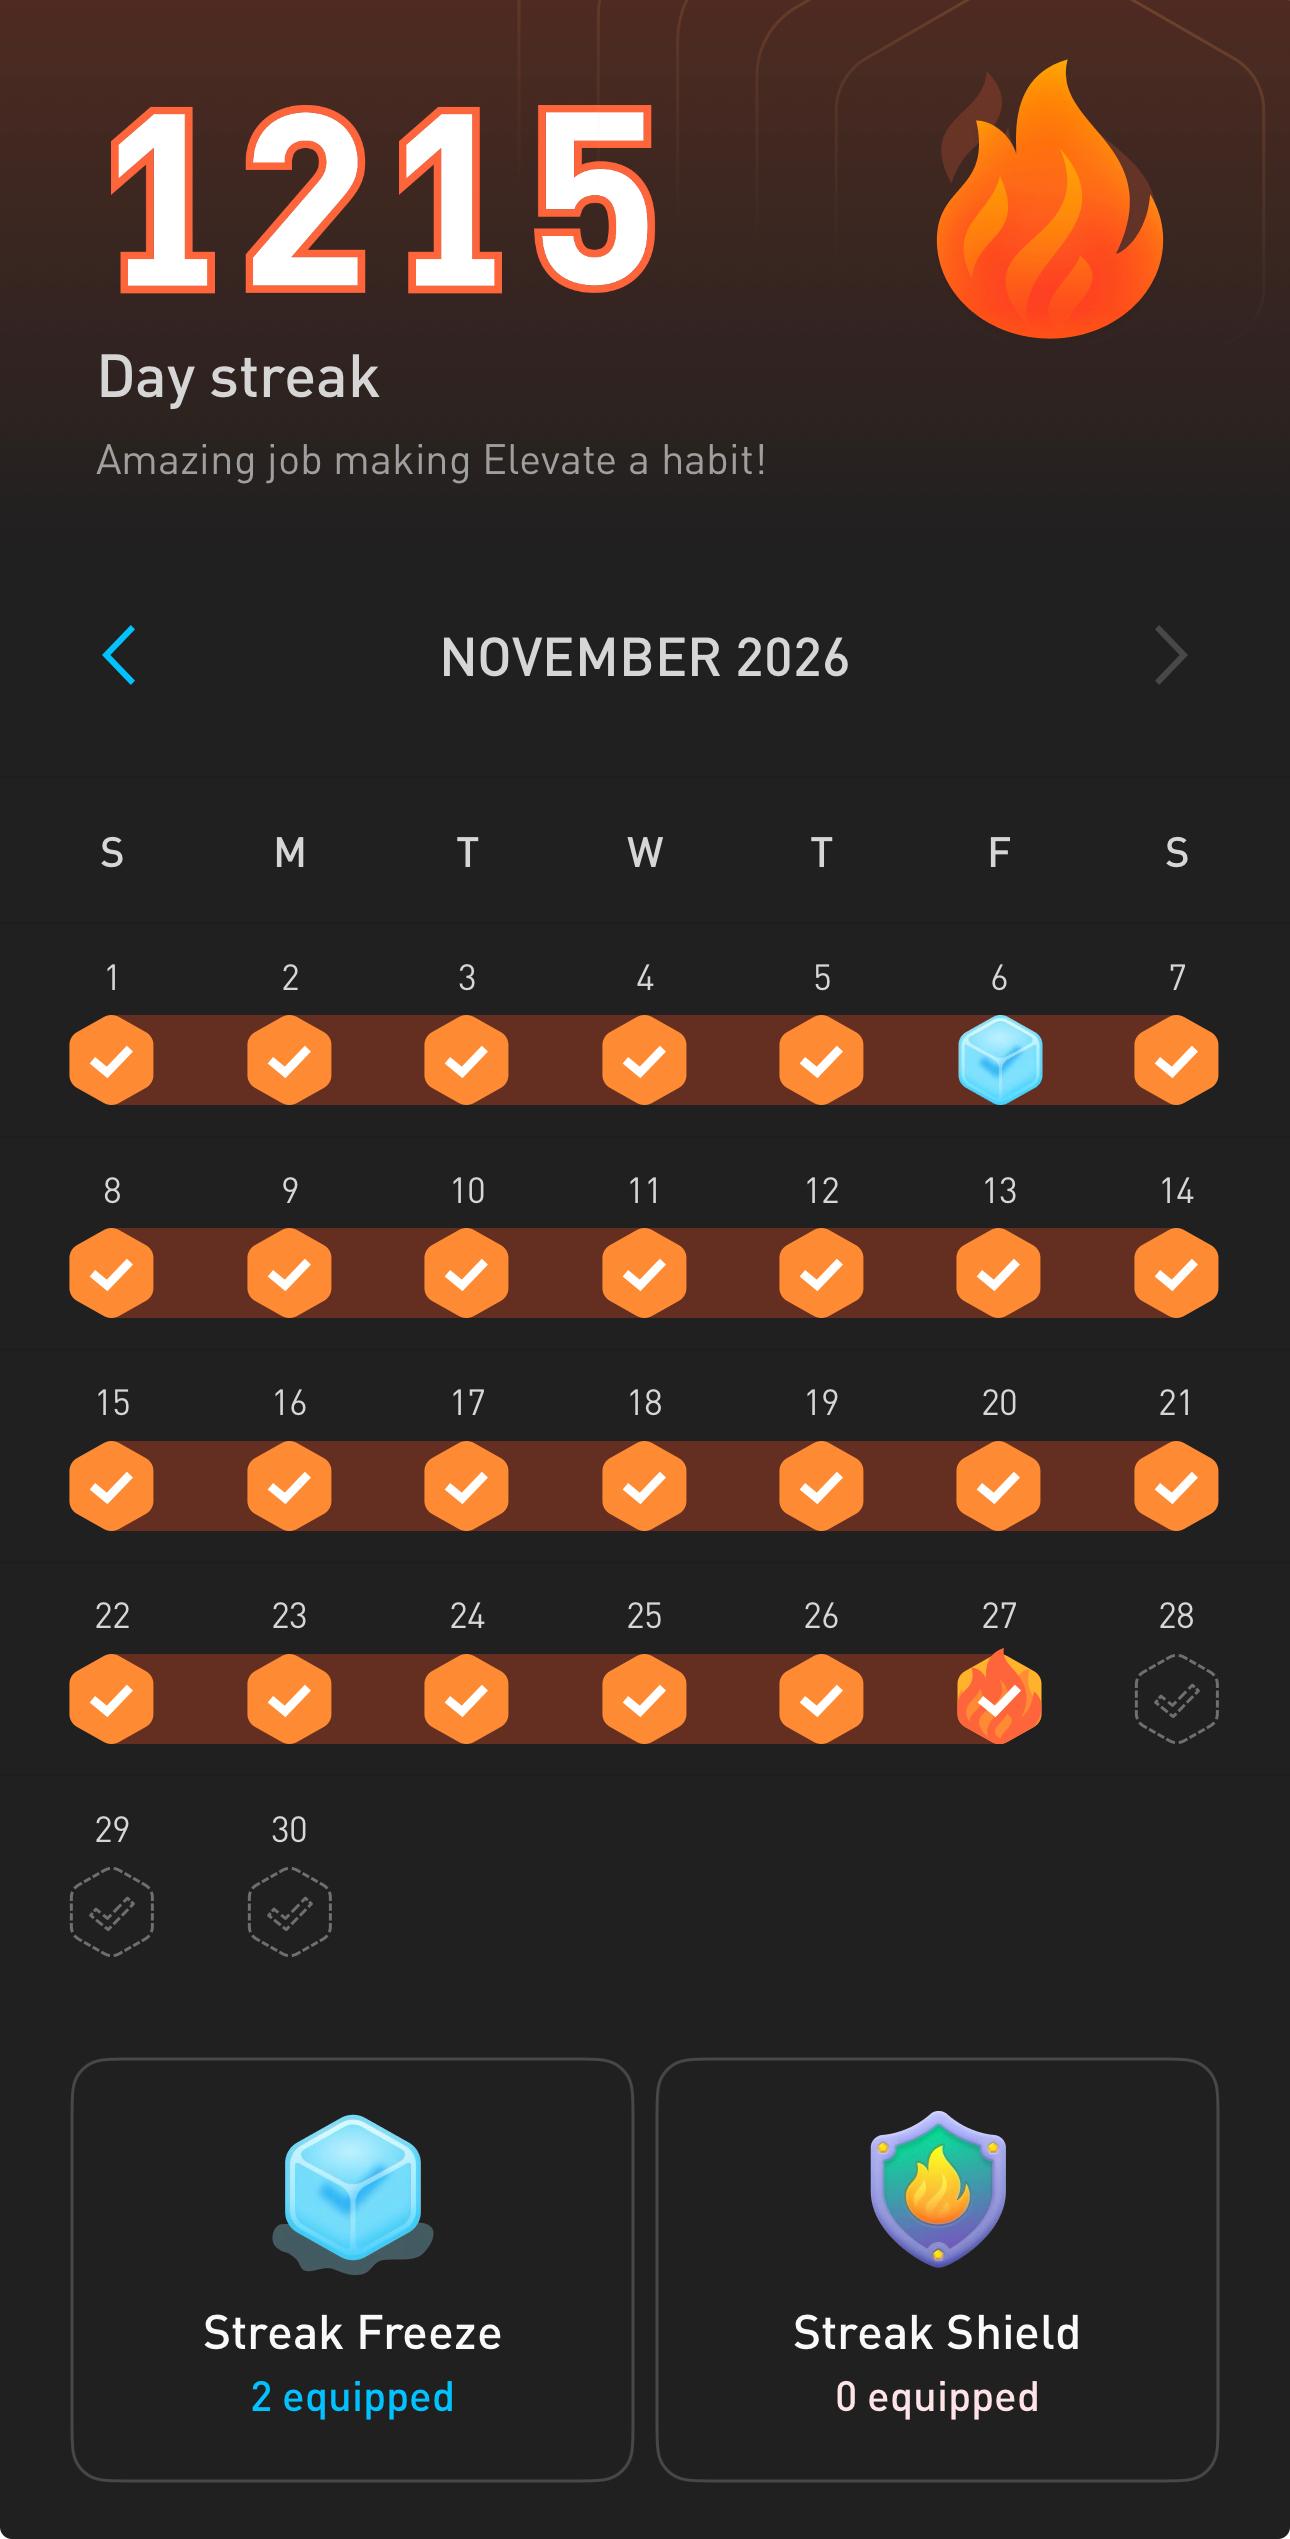 1215
Day streak
Amazing job making Elevate a habit!
NOVEMBER 2026
S M T W T F S
1 2 3 4 5 6 7
8 9 10 11 12 13 14
15 16 17 18 19 20 21
22 23 24 25 26 27 28
29 30
Streak Freeze
2 equipped
Streak Shield
0 equipped